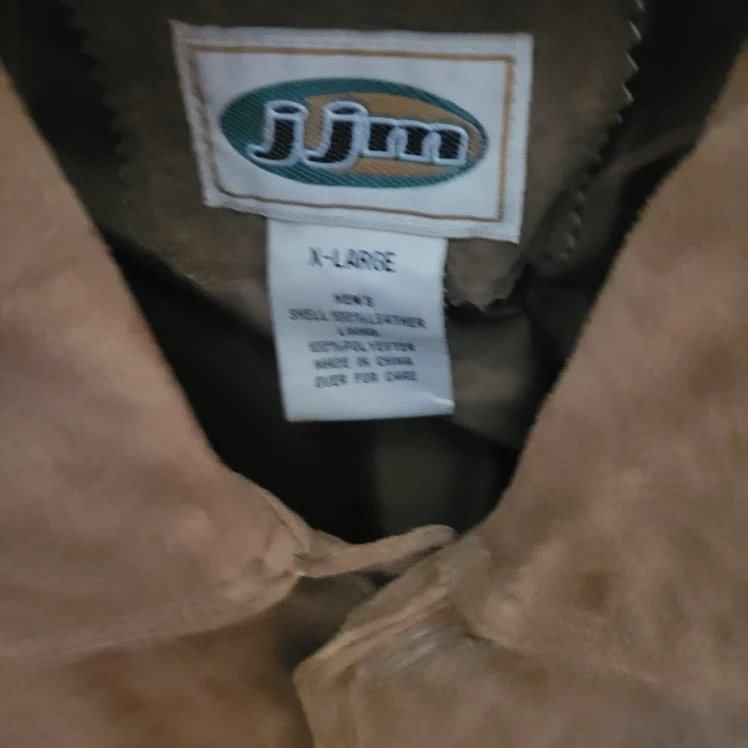 jjm
X-LARGE
MEN'S
SHELL:100%LEATHER
LINING
100%POLYESTER
MADE IN CHINA
OVER FOR CARE